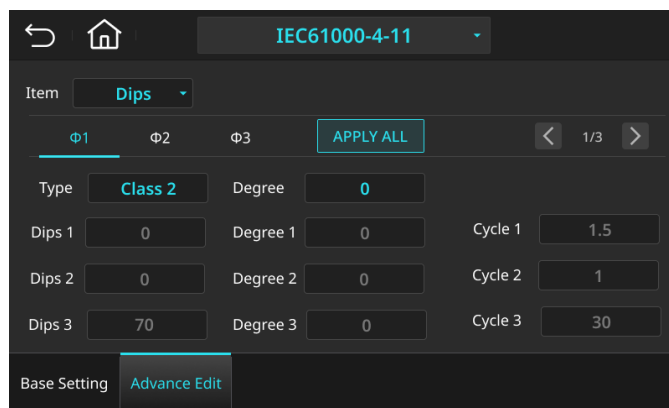 IEC61000-4-11
Item Dips
Φ1 Φ2 Φ3 APPLY ALL 1/3
Type Class 2 Degree 0
Dips 1 0 Degree 1 0 Cycle 1 1.5
Dips 2 0 Degree 2 0 Cycle 2 1
Dips 3 70 Degree 3 0 Cycle 3 30
Base Setting Advance Edit